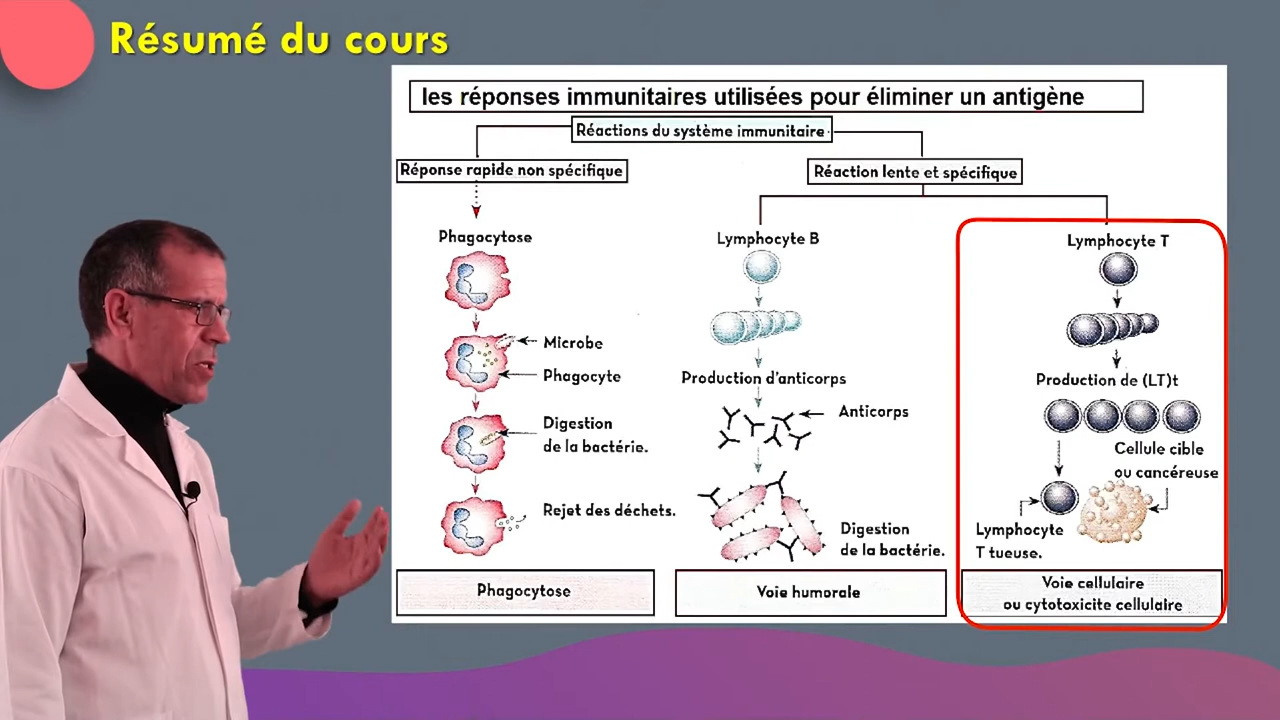 Résumé du cours
les réponses immunitaires utilisées pour éliminer un antigène
Réactions du système immunitaire
Réponse rapide non spécifique
Réaction lente et spécifique
Phagocytose
Microbe
Phagocyte
Digestion
de la bactérie.
Rejet des déchets.
Phagocytose
Lymphocyte B
Production d'anticorps
Anticorps
Digestion
de la bactérie.
Voie humorale
Lymphocyte T
Production de (LT)t
Cellule cible
ou cancéreuse
Lymphocyte
T tueuse.
Voie cellulaire
ou cytotoxicite cellulaire